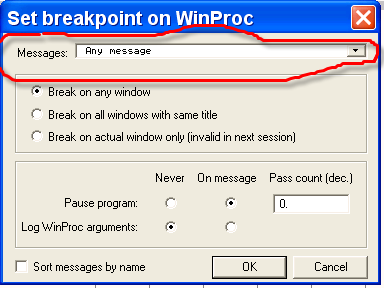 Set breakpoint on WinProc
Messages: Any message
Break on any window
Break on all windows with same title
Break on actual window only (invalid in next session)
Never On message Pass count (dec.)
Pause program: 0.
Log WinProc arguments:
Sort messages by name OK Cancel